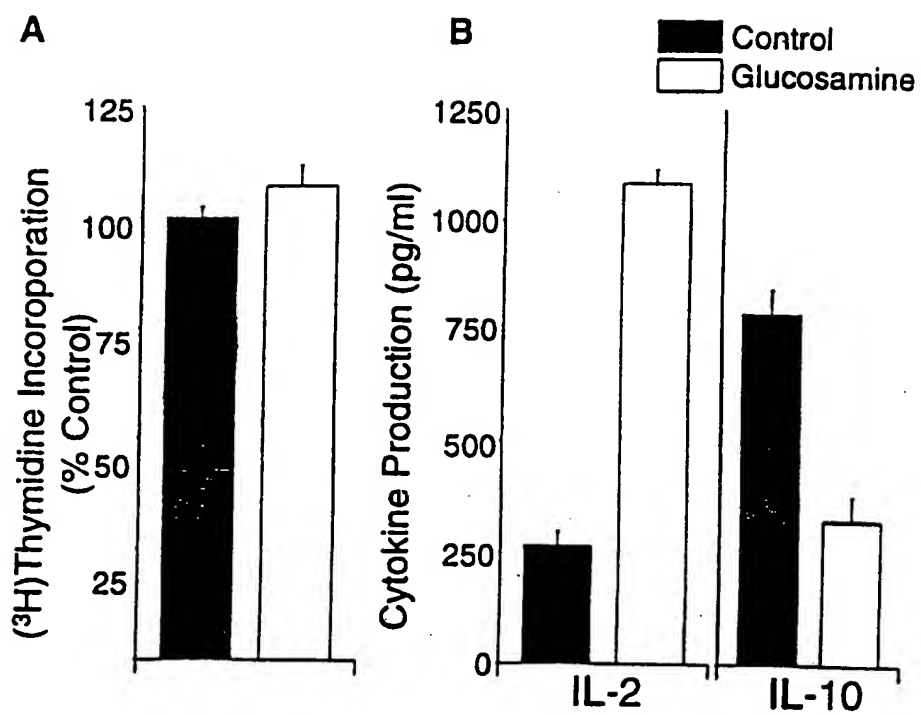 A
(³H)Thymidine Incoroporation
(% Control)
125
100
75
50
25
B
Control
Glucosamine
Cytokine Production (pg/ml)
1250
1000
750
500
250
0
IL-2
IL-10